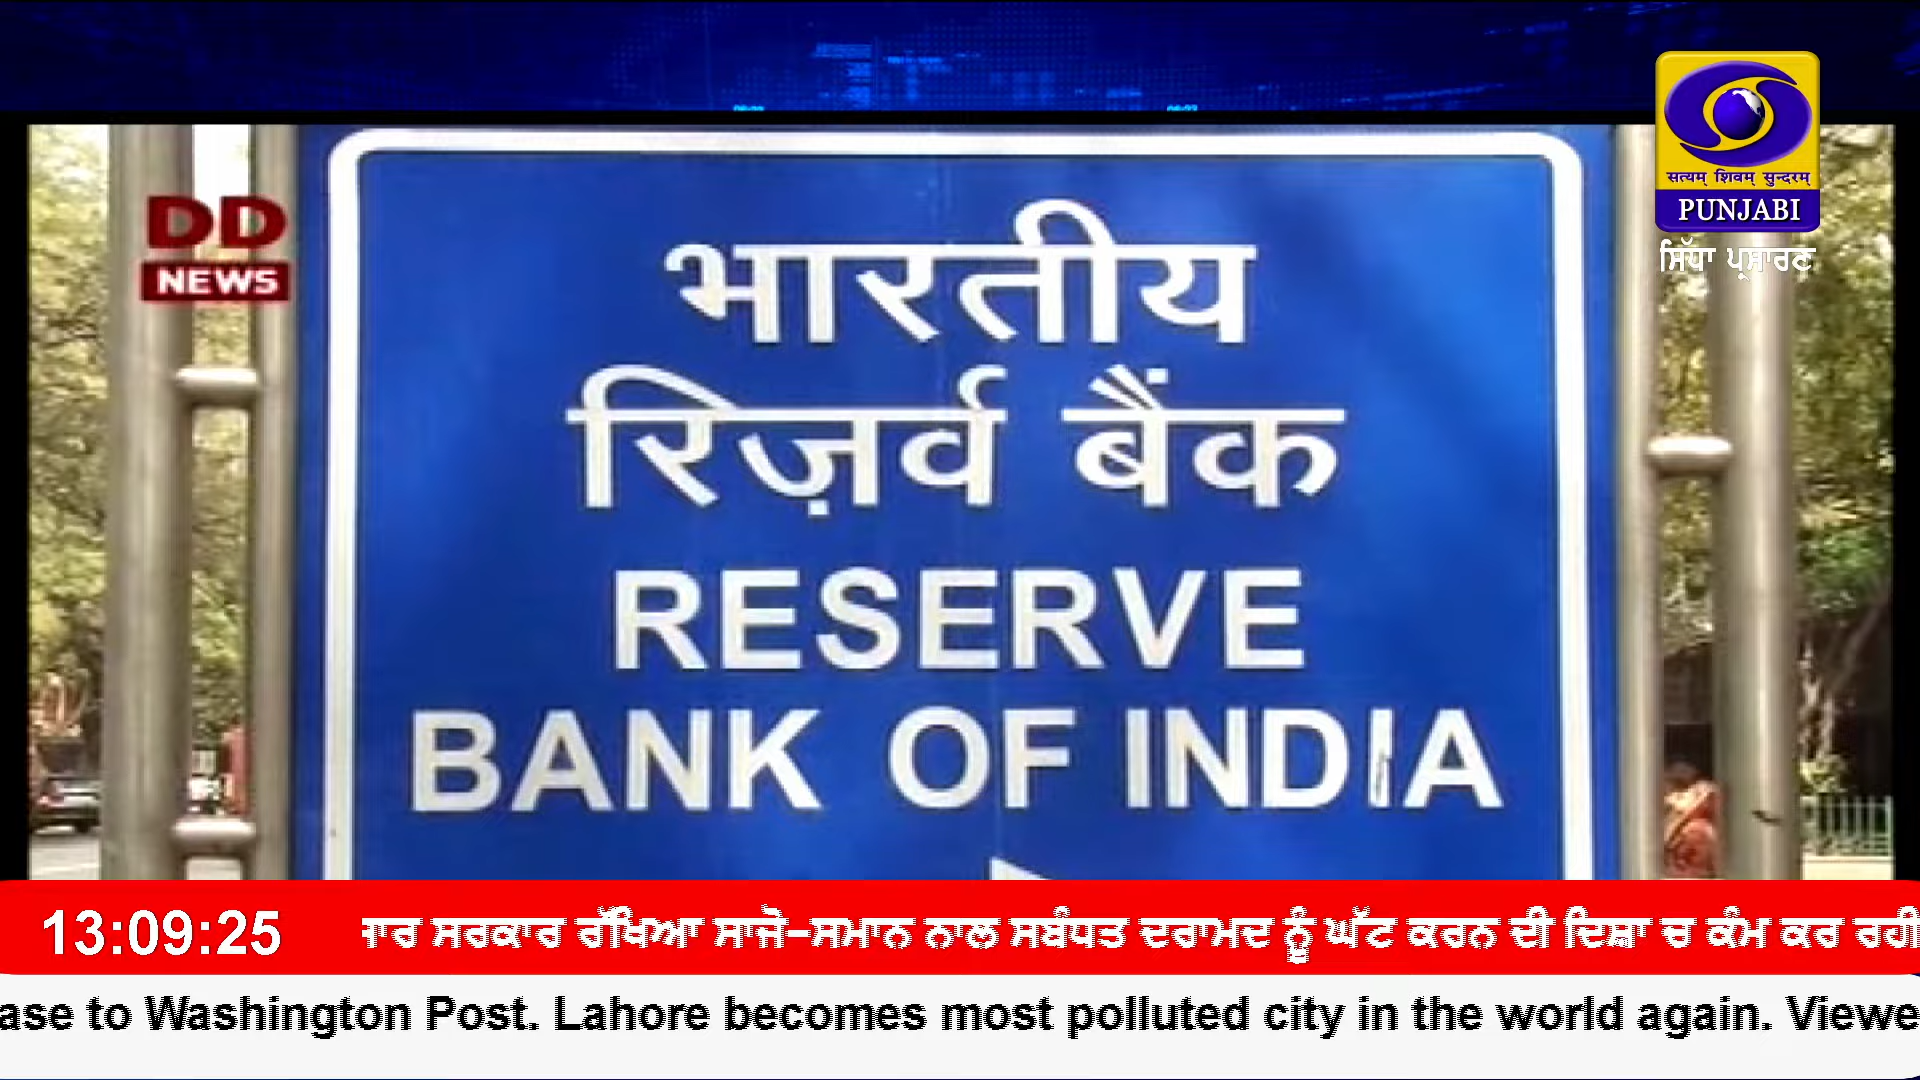 सत्यम् शिवम् सुन्दरम्
PUNJABI
ਸਿੱਧਾ ਪ੍ਰਸਾਰਣ
DD
NEWS
भारतीय
रिज़र्व बैंक
RESERVE
BANK OF INDIA
13:09:25
ਸਰਕਾਰ ਰੱਖਿਆ ਸਾਜੋ-ਸਮਾਨ ਨਾਲ ਸਬੰਧਤ ਦਰਾਮਦ ਨੂੰ ਘੱਟ ਕਰਨ ਦੀ ਦਿਸ਼ਾ ਚ ਕੰਮ ਕਰ ਰਹੀ
ase to Washington Post. Lahore becomes most polluted city in the world again. Viewe